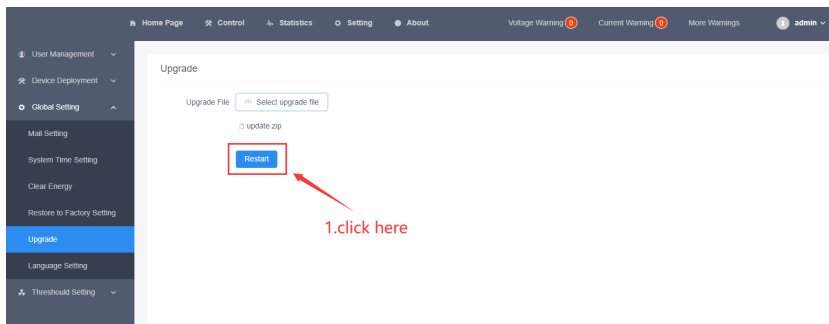 Home Page Control Statistics Setting About Voltage Warning 0 Current Warning 0 More Warnings admin
User Management
Device Deployment
Global Setting
Mail Setting
System Time Setting
Clear Energy
Restore to Factory Setting
Upgrade
Language Setting
Threshould Setting
Upgrade
Upgrade File Select upgrade file
update.zip
Restart
1.click here